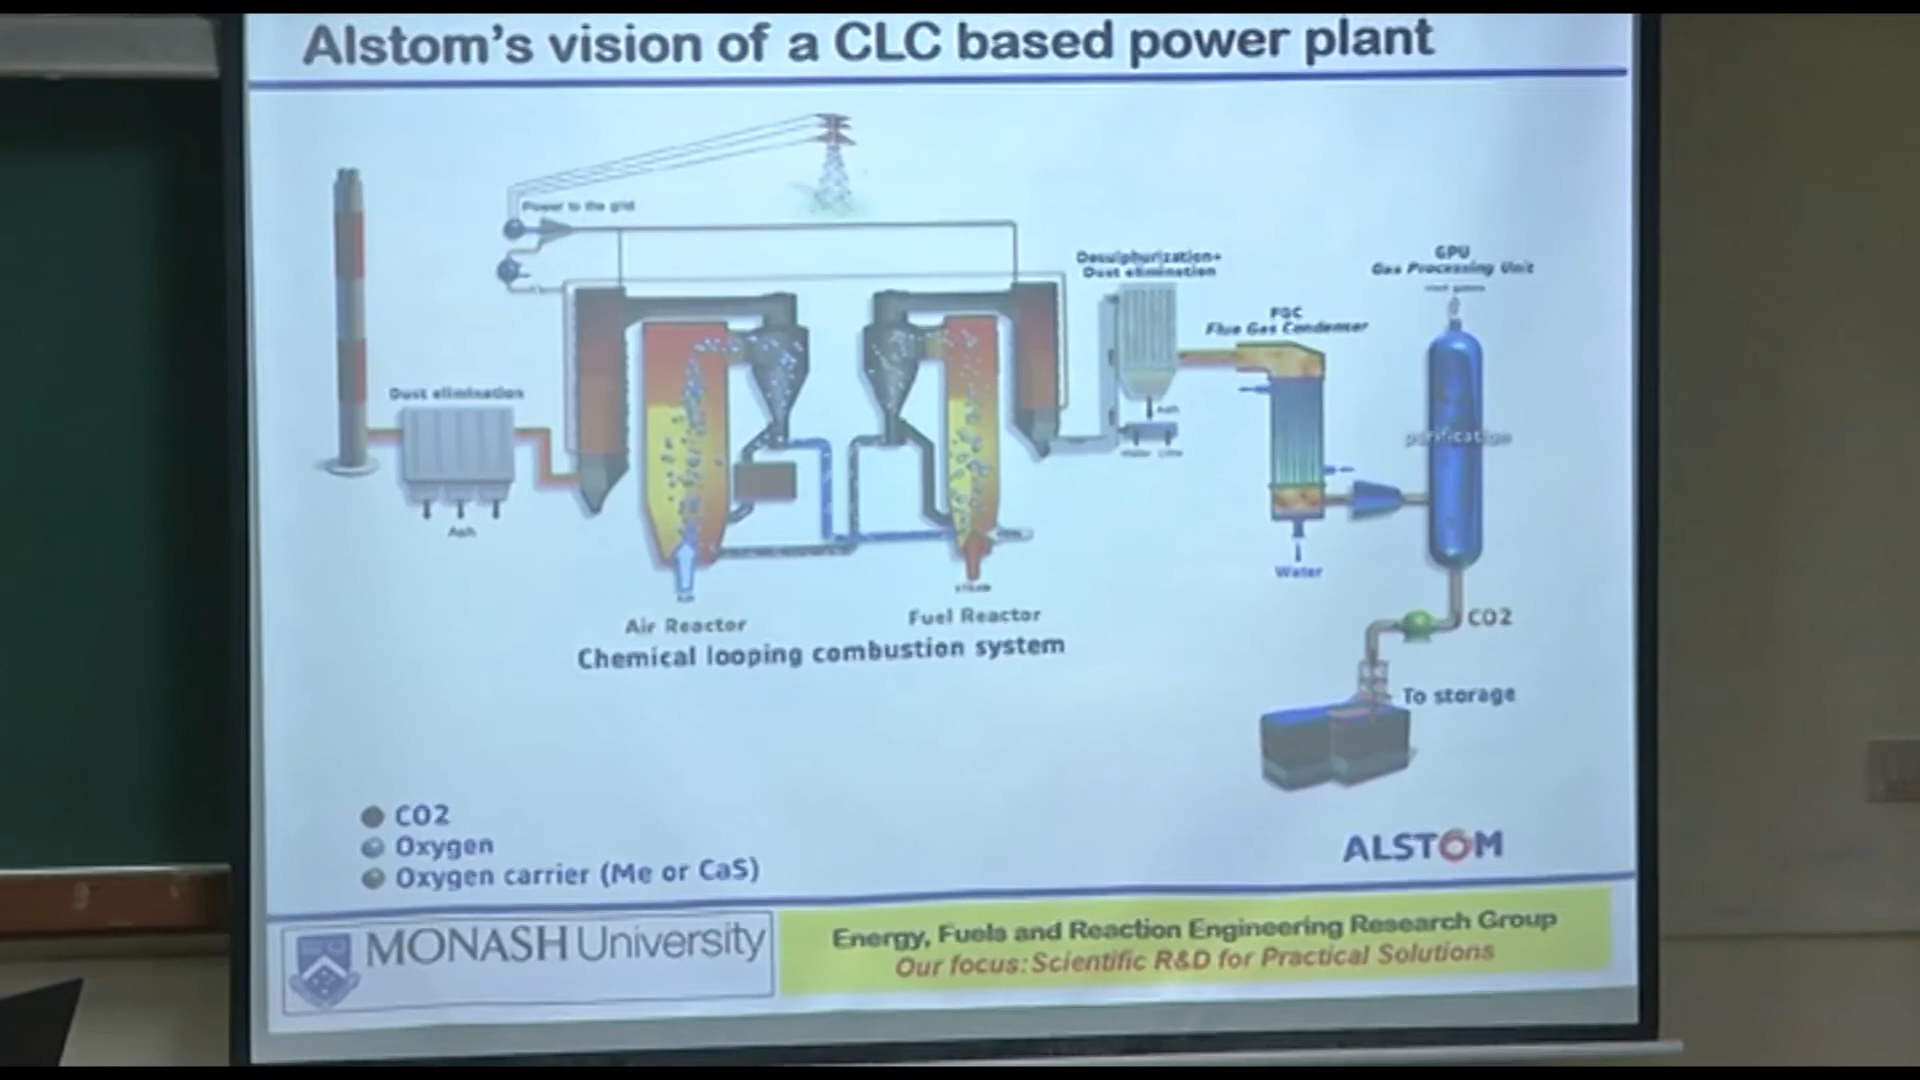 Alstom's vision of a CLC based power plant
Power to the grid
Desulphurization+
Dust elimination
GPU
Gas Processing Unit
FGC
Flue Gas Condenser
Dust elimination
Ash
Ash
purification
Water
CO2
Air Reactor
Fuel Reactor
Chemical looping combustion system
To storage
CO2
Oxygen
Oxygen carrier (Me or CaS)
ALSTOM
MONASH University
Energy, Fuels and Reaction Engineering Research Group
Our focus: Scientific R&D for Practical Solutions